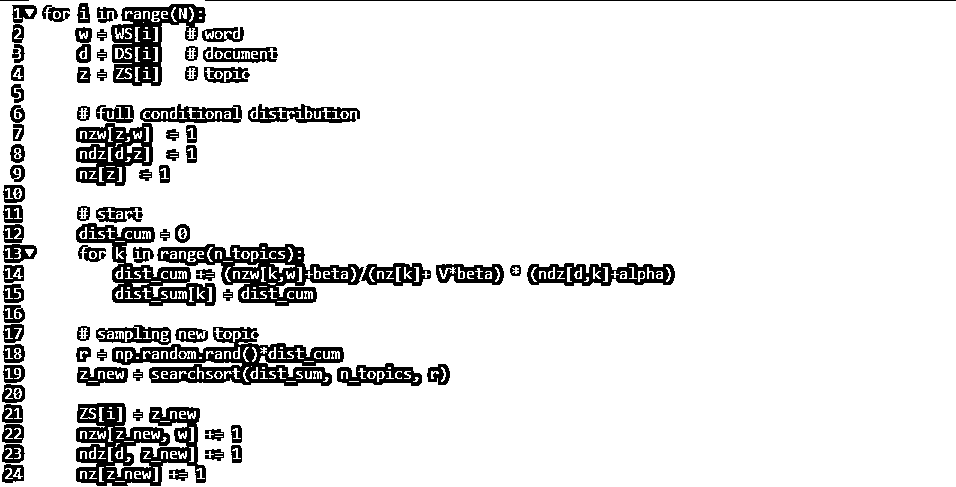 1 for i in range(N):
2 w = WS[i] # word
3 d = DS[i] # document
4 z = ZS[i] # topic
5
6 # full conditional distribution
7 nzw[z,w] -= 1
8 ndz[d,z] -= 1
9 nz[z] -= 1
10
11 # start
12 dist_cum = 0
13 for k in range(n_topics):
14 dist_cum += (nzw[k,w]+beta)/(nz[k]+ V*beta) * (ndz[d,k]+alpha)
15 dist_sum[k] = dist_cum
16
17 # sampling new topic
18 r = np.random.rand()*dist_cum
19 z_new = searchsort(dist_sum, n_topics, r)
20
21 ZS[i] = z_new
22 nzw[z_new, w] += 1
23 ndz[d, z_new] += 1
24 nz[z_new] += 1